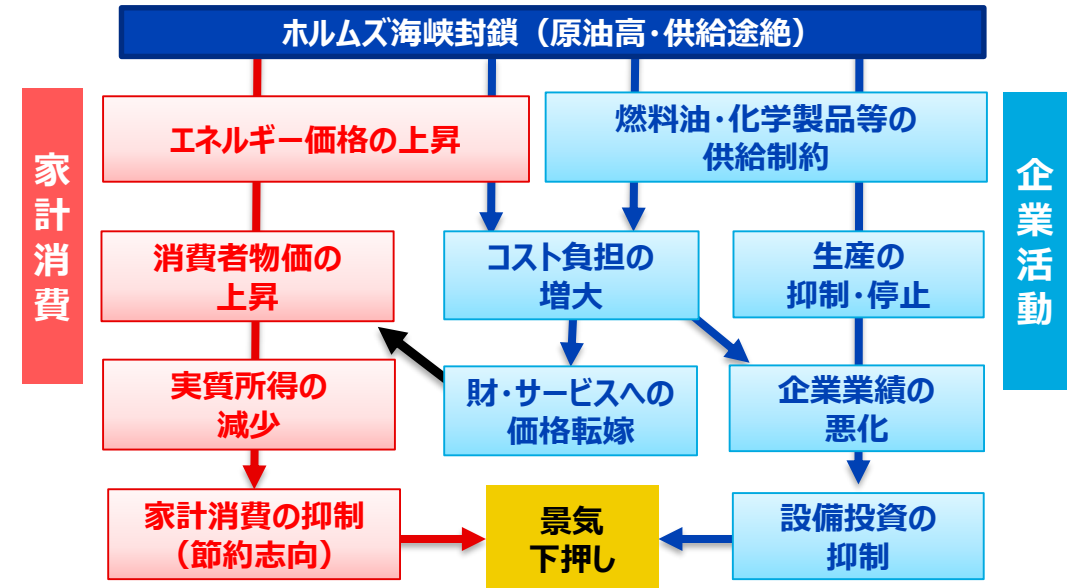 ホルムズ海峡封鎖（原油高・供給途絶）
家計消費
企業活動
エネルギー価格の上昇
燃料油・化学製品等の
供給制約
消費者物価の
上昇
コスト負担の
増大
生産の
抑制・停止
実質所得の
減少
財・サービスへの
価格転嫁
企業業績の
悪化
家計消費の抑制
（節約志向）
景気
下押し
設備投資の
抑制